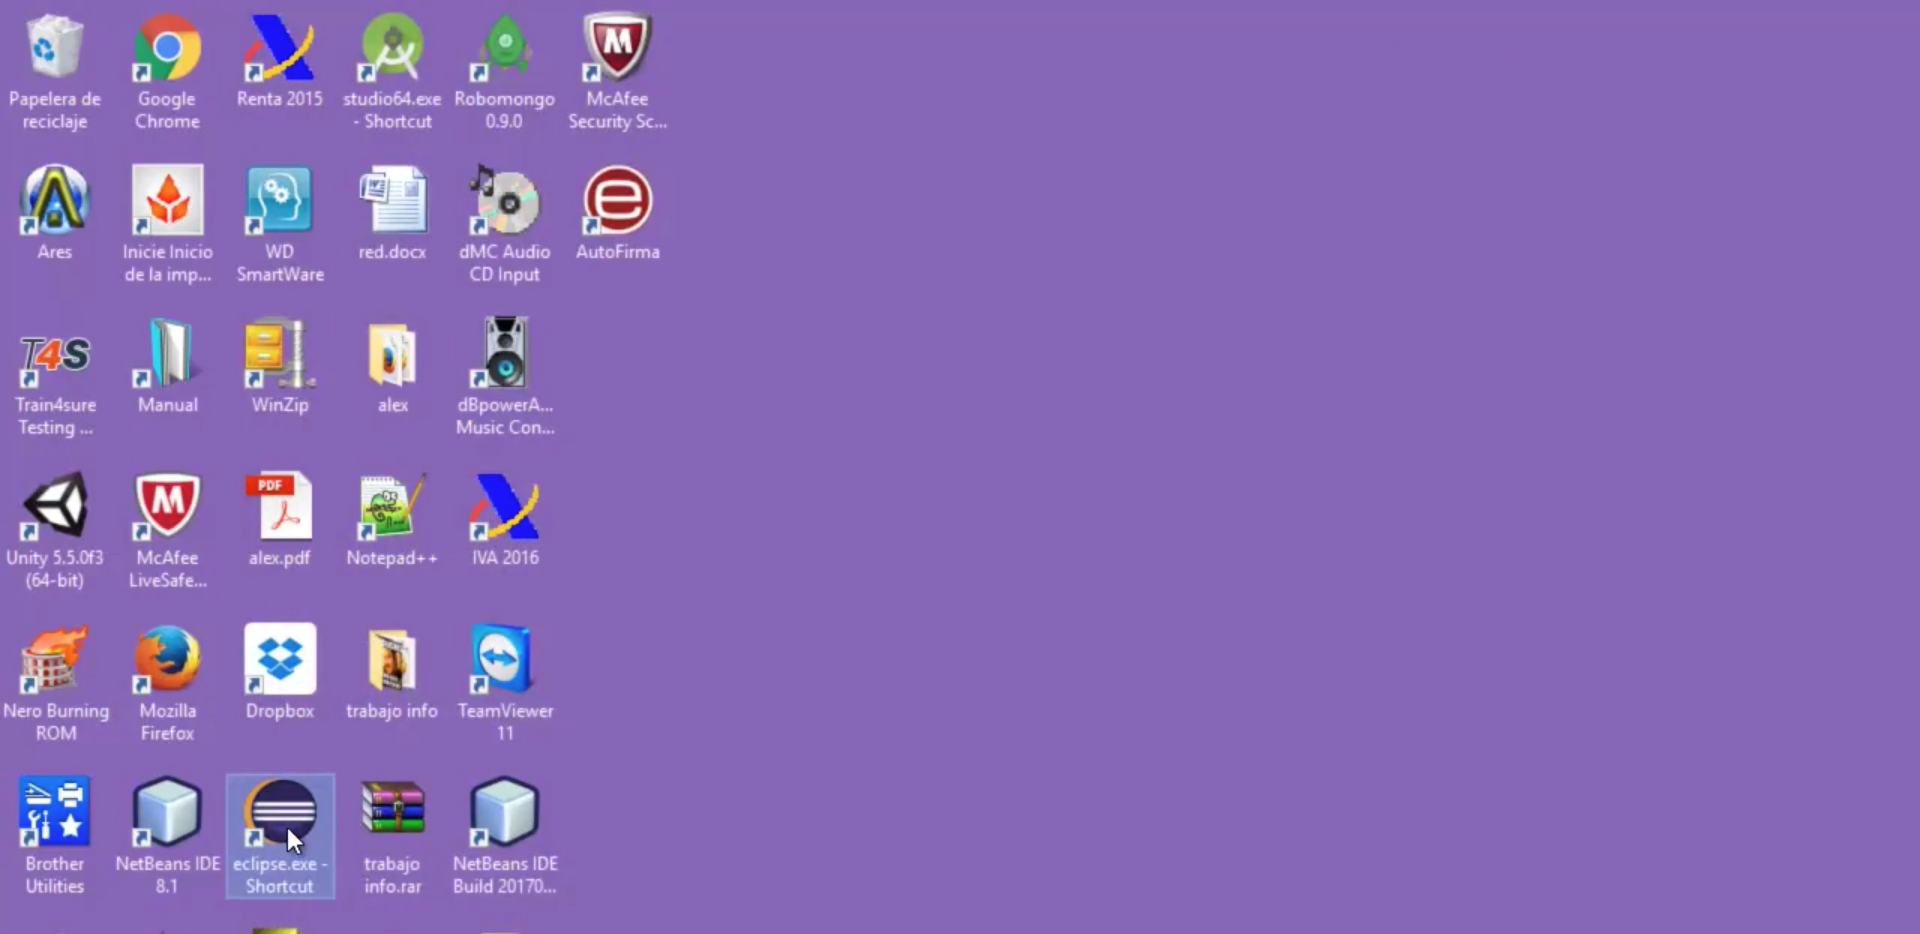 Papelera de
reciclaje
Google
Chrome
Renta 2015
studio64.exe
- Shortcut
Robomongo
0.9.0
McAfee
Security Sc...
Ares
Inicie Inicio
de la imp...
WD
SmartWare
red.docx
dMC Audio
CD Input
AutoFirma
T4S
Train4sure
Testing ...
Manual
WinZip
alex
dBpowerA...
Music Con...
Unity 5.5.0f3
(64-bit)
McAfee
LiveSafe...
PDF
alex.pdf
Notepad++
IVA 2016
Nero Burning
ROM
Mozilla
Firefox
Dropbox
trabajo info
TeamViewer
11
Brother
Utilities
NetBeans IDE
8.1
eclipse.exe -
Shortcut
trabajo
info.rar
NetBeans IDE
Build 20170...